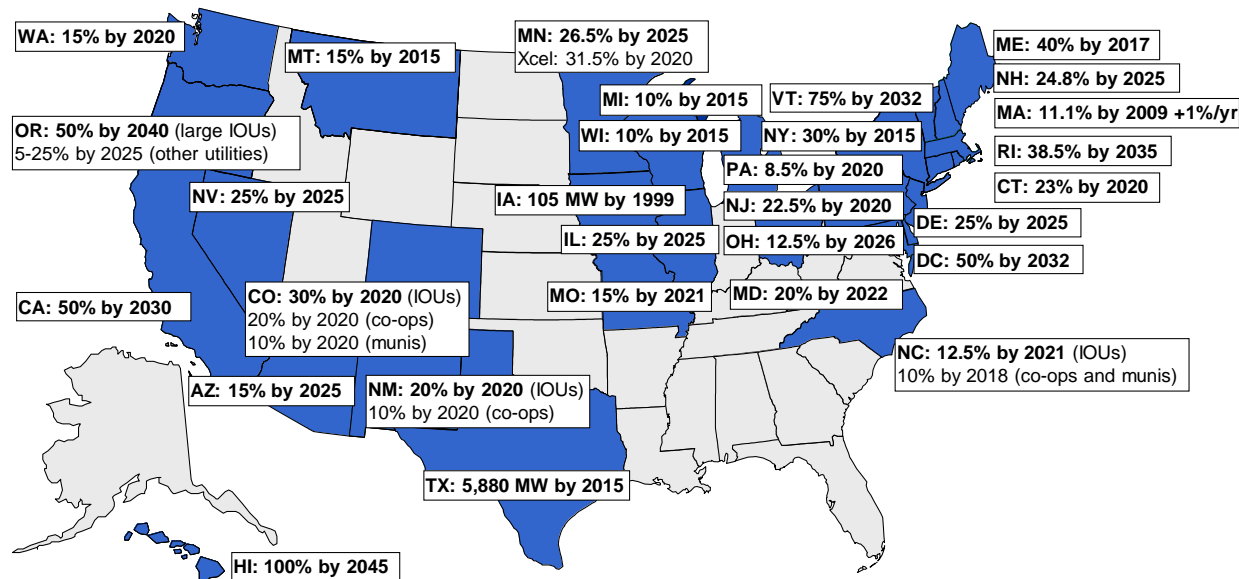 WA: 15% by 2020
MT: 15% by 2015
MN: 26.5% by 2025
Xcel: 31.5% by 2020
ME: 40% by 2017
NH: 24.8% by 2025
MI: 10% by 2015
VT: 75% by 2032
MA: 11.1% by 2009 +1%/yr
OR: 50% by 2040 (large IOUs)
5-25% by 2025 (other utilities)
WI: 10% by 2015
NY: 30% by 2015
RI: 38.5% by 2035
PA: 8.5% by 2020
CT: 23% by 2020
NV: 25% by 2025
IA: 105 MW by 1999
NJ: 22.5% by 2020
DE: 25% by 2025
IL: 25% by 2025
OH: 12.5% by 2026
DC: 50% by 2032
CA: 50% by 2030
CO: 30% by 2020 (IOUs)
20% by 2020 (co-ops)
10% by 2020 (munis)
MO: 15% by 2021
MD: 20% by 2022
NC: 12.5% by 2021 (IOUs)
10% by 2018 (co-ops and munis)
AZ: 15% by 2025
NM: 20% by 2020 (IOUs)
10% by 2020 (co-ops)
TX: 5,880 MW by 2015
HI: 100% by 2045